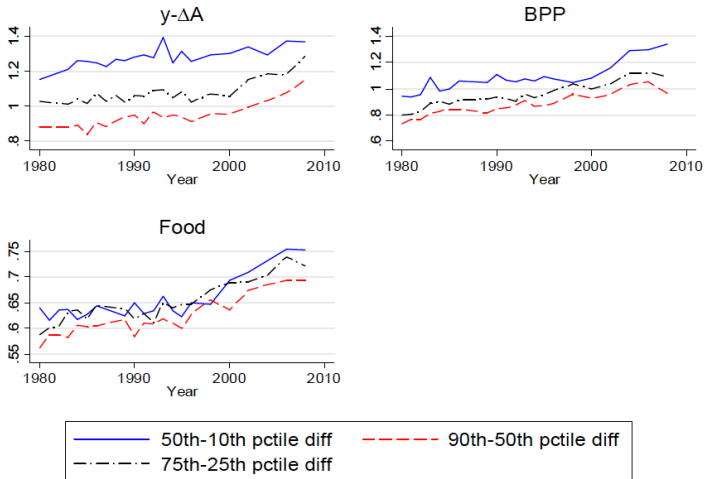 y-ΔA
1.4
1.2
1
.8
1980
1990
2000
2010
Year
BPP
1.4
1.2
1
.8
.6
1980
1990
2000
2010
Year
Food
.75
.7
.65
.6
.55
1980
1990
2000
2010
Year
50th-10th pctile diff
90th-50th pctile diff
75th-25th pctile diff